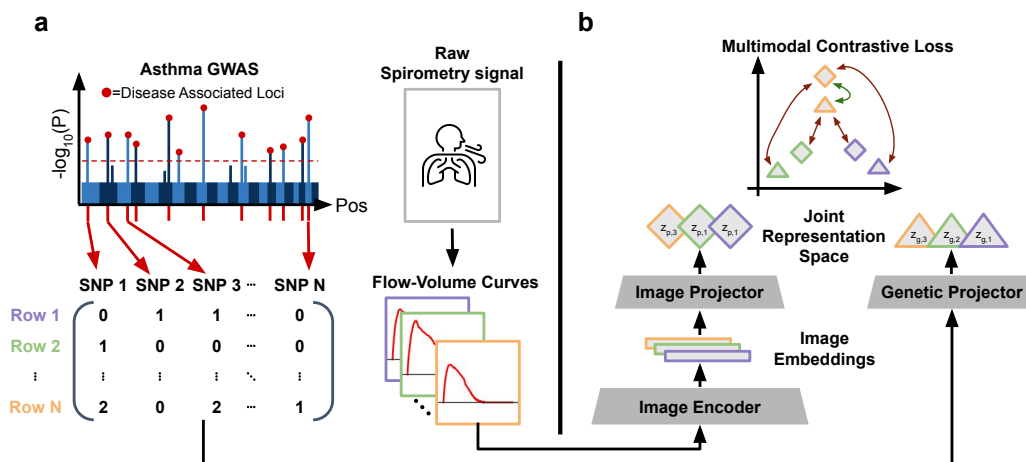 a
Asthma GWAS
=Disease Associated Loci
-log10(P)
Pos
SNP 1 SNP 2 SNP 3 ... SNP N
Row 1 0 1 1 ... 0
Row 2 1 0 0 ... 0
⋮ ⋮ ⋮ ⋮ ⋱ ⋮
Row N 2 0 2 ... 1
Raw
Spirometry signal
Flow-Volume Curves
b
Multimodal Contrastive Loss
zp,3 zp,1 zp,1
Joint
Representation
Space
zg,3 zg,2 zg,1
Image Projector
Genetic Projector
Image
Embeddings
Image Encoder